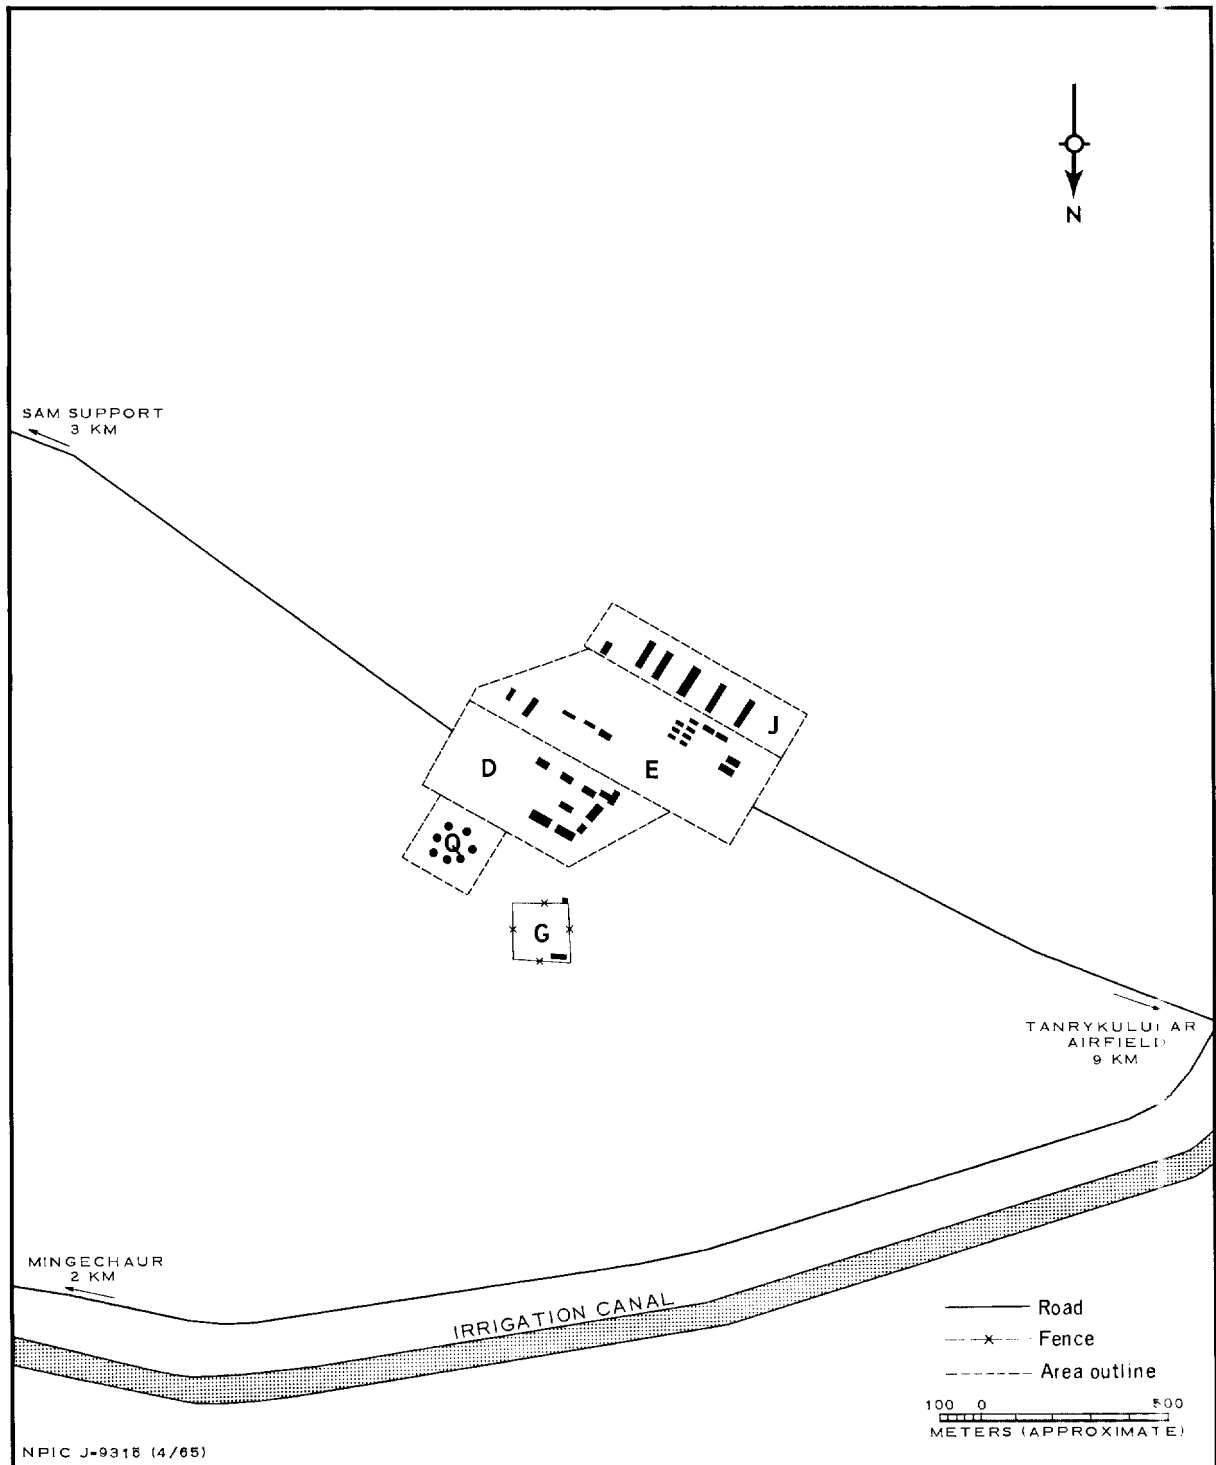 N
SAM SUPPORT
3 KM
J
D
E
Q
G
TANRYKULULAR
AIRFIELD
9 KM
MINGECHAUR
2 KM
IRRIGATION CANAL
Road
Fence
Area outline
100 0 500
METERS (APPROXIMATE)
NPIC J-9315 (4/65)